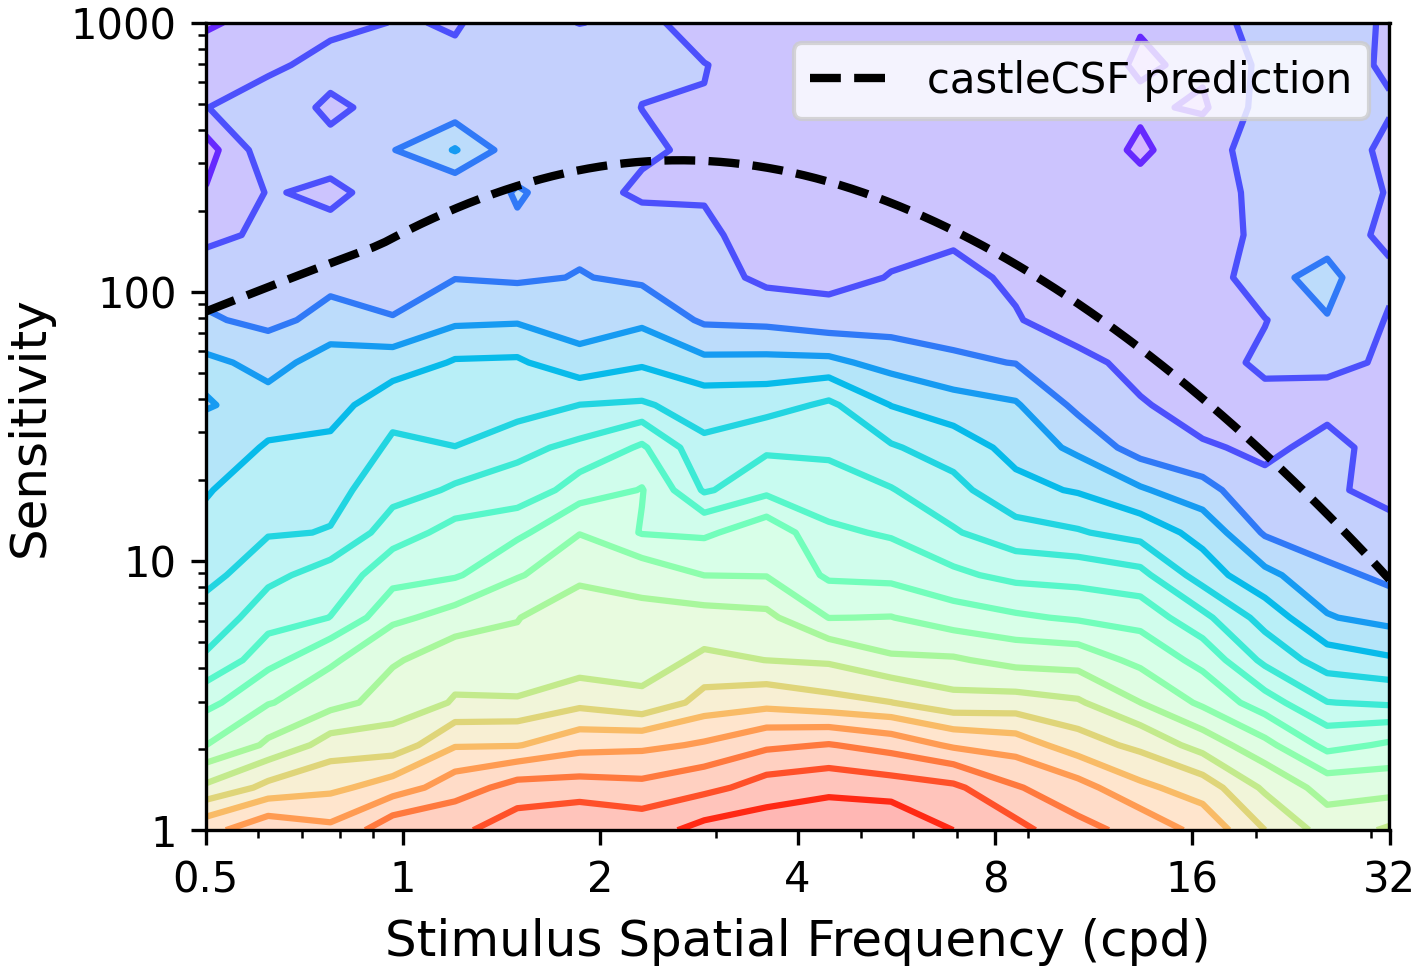 1000
castleCSF prediction
100
Sensitivity
10
1
0.5 1 2 4 8 16 32
Stimulus Spatial Frequency (cpd)